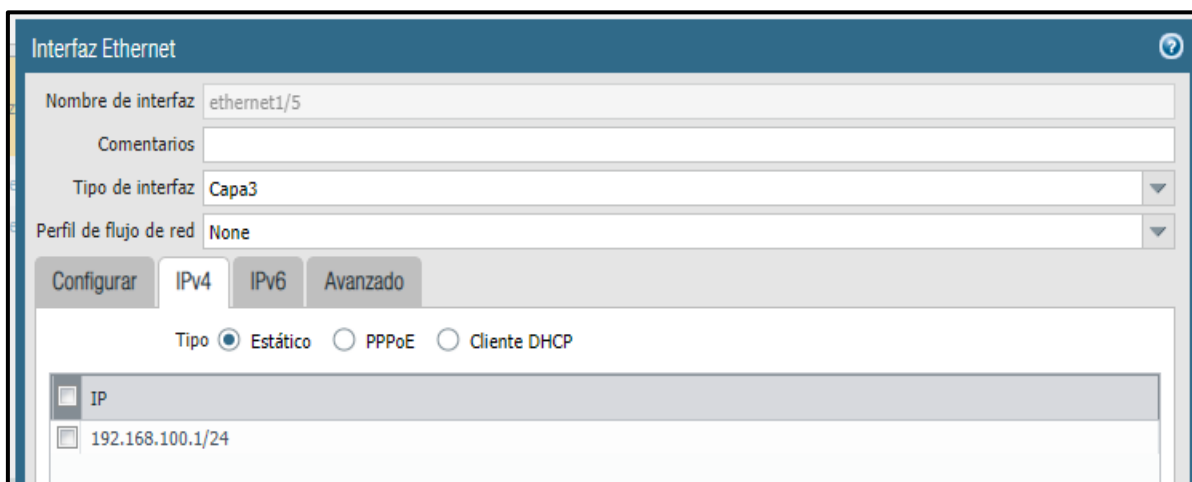 Interfaz Ethernet
Nombre de interfaz ethernet1/5
Comentarios
Tipo de interfaz Capa3
Perfil de flujo de red None
Configurar IPv4 IPv6 Avanzado
Tipo Estático PPPoE Cliente DHCP
IP
192.168.100.1/24